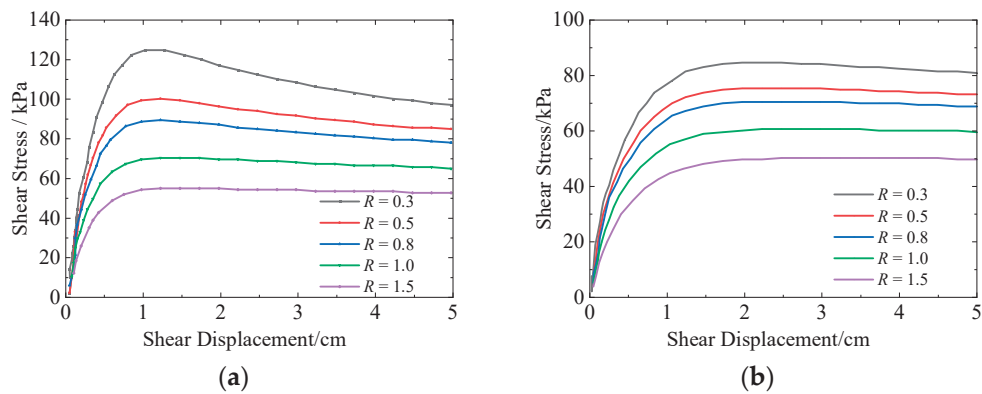 140
120
100
80
60
40
20
0
Shear Stress / kPa
R = 0.3
R = 0.5
R = 0.8
R = 1.0
R = 1.5
0 1 2 3 4 5
Shear Displacement/cm
(a)
100
80
60
40
20
0
Shear Stress/kPa
R = 0.3
R = 0.5
R = 0.8
R = 1.0
R = 1.5
0 1 2 3 4 5
Shear Displacement/cm
(b)